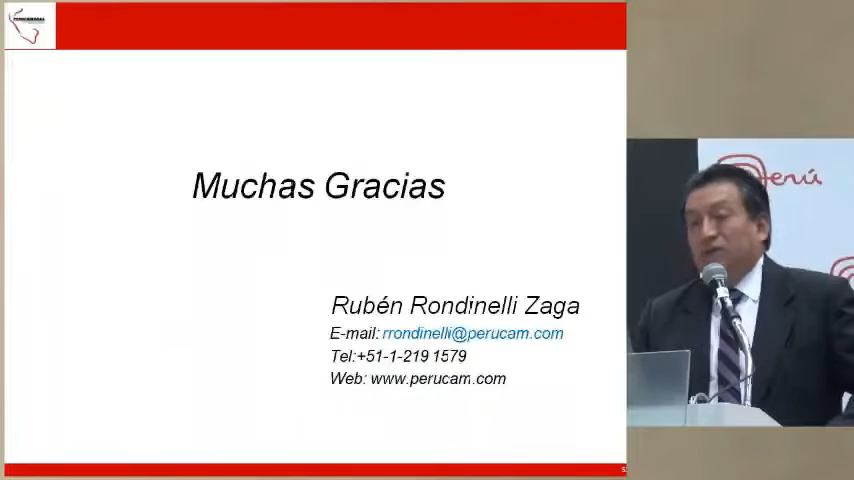 PERUCAMARAS
Muchas Gracias
Perú
Rubén Rondinelli Zaga
E-mail: rrondinelli@perucam.com
Tel:+51-1-219 1579
Web: www.perucam.com